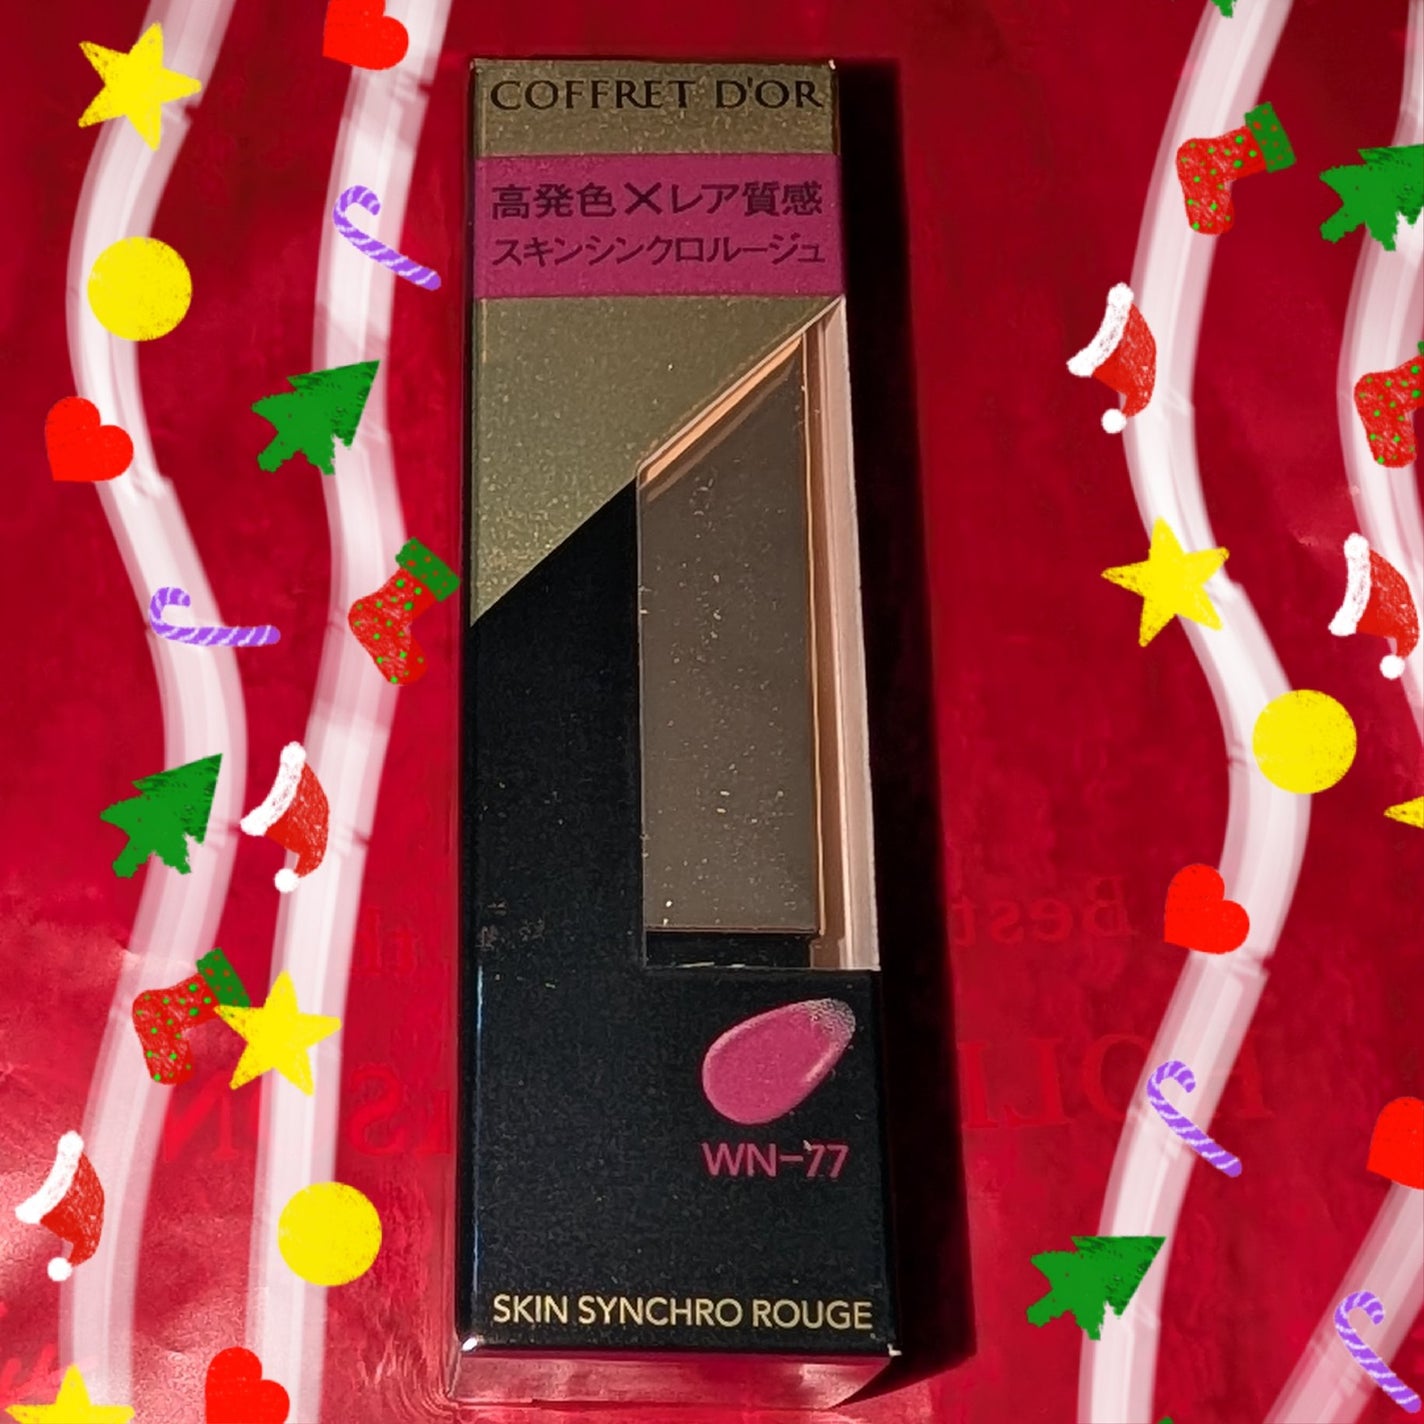 COFFRET D'OR
高発色×レア質感
スキンシンクロルージュ
WN-77
SKIN SYNCHRO ROUGE